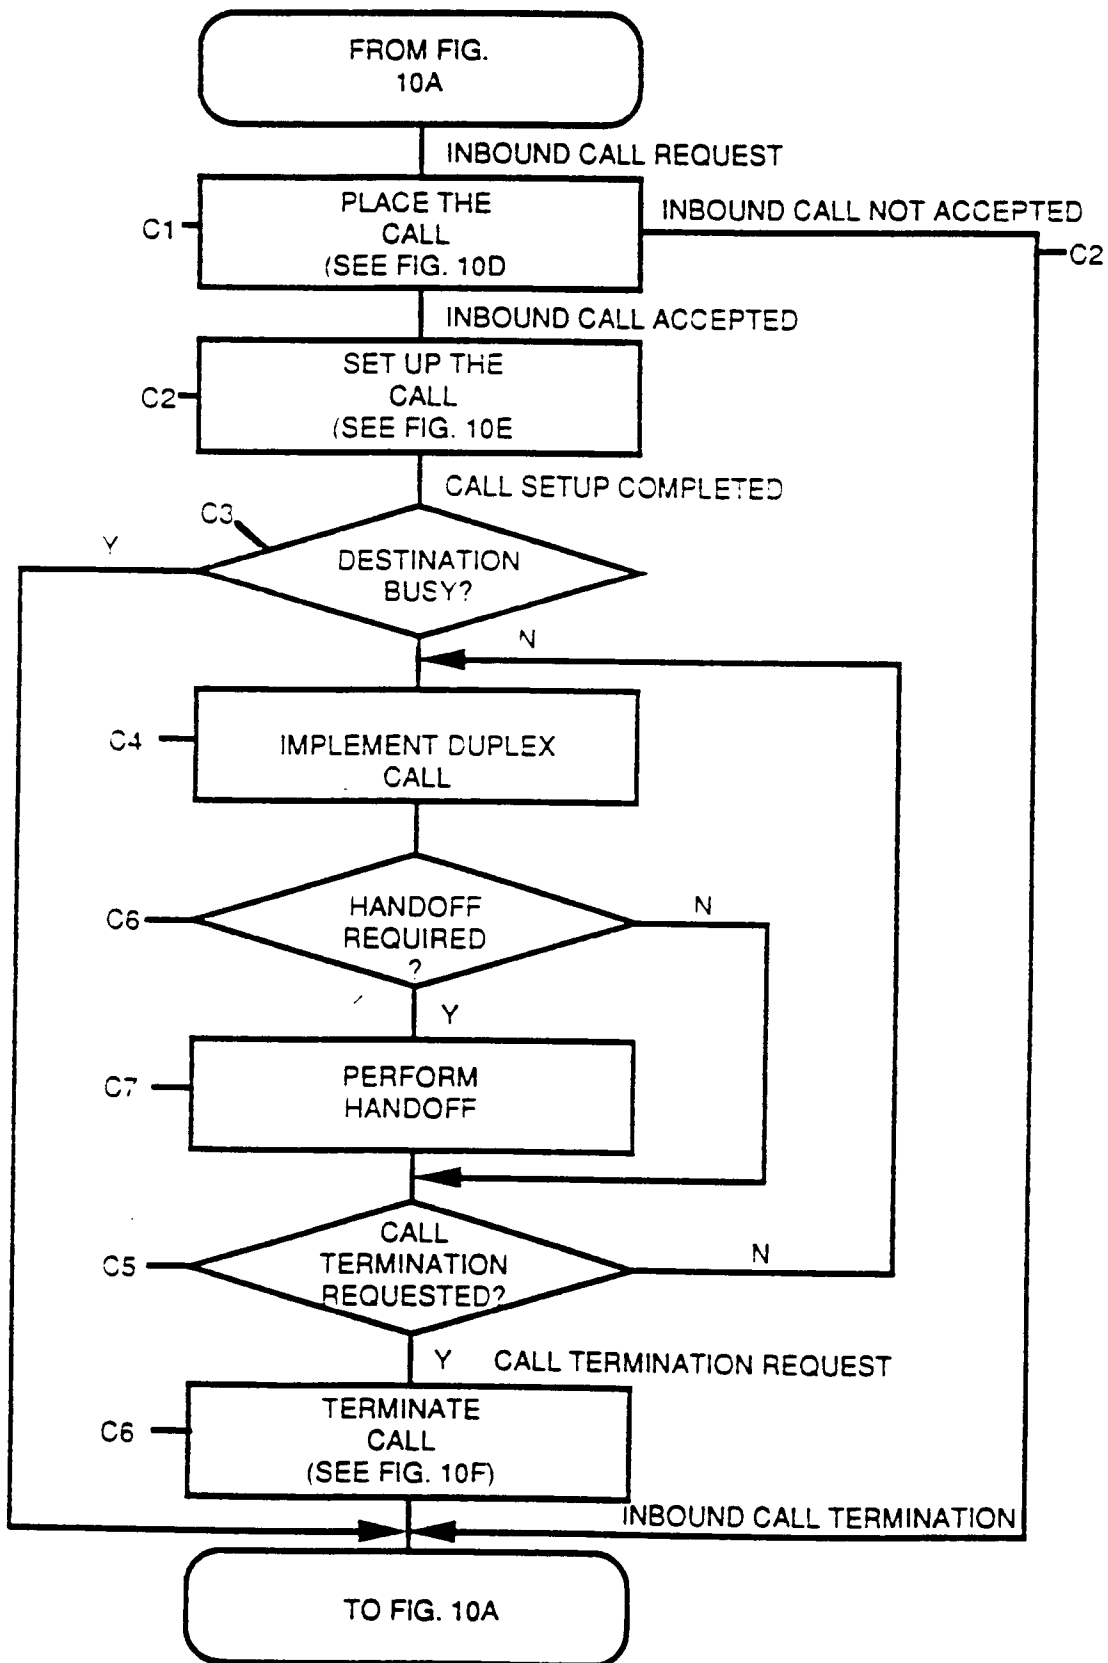 FROM FIG.
10A
INBOUND CALL REQUEST
C1
PLACE THE
CALL
(SEE FIG. 10D
INBOUND CALL NOT ACCEPTED
C2
INBOUND CALL ACCEPTED
C2
SET UP THE
CALL
(SEE FIG. 10E
CALL SETUP COMPLETED
C3
Y
DESTINATION
BUSY?
N
C4
IMPLEMENT DUPLEX
CALL
C6
HANDOFF
REQUIRED
?
N
Y
C7
PERFORM
HANDOFF
C5
CALL
TERMINATION
REQUESTED?
N
Y
CALL TERMINATION REQUEST
C6
TERMINATE
CALL
(SEE FIG. 10F)
INBOUND CALL TERMINATION
TO FIG. 10A